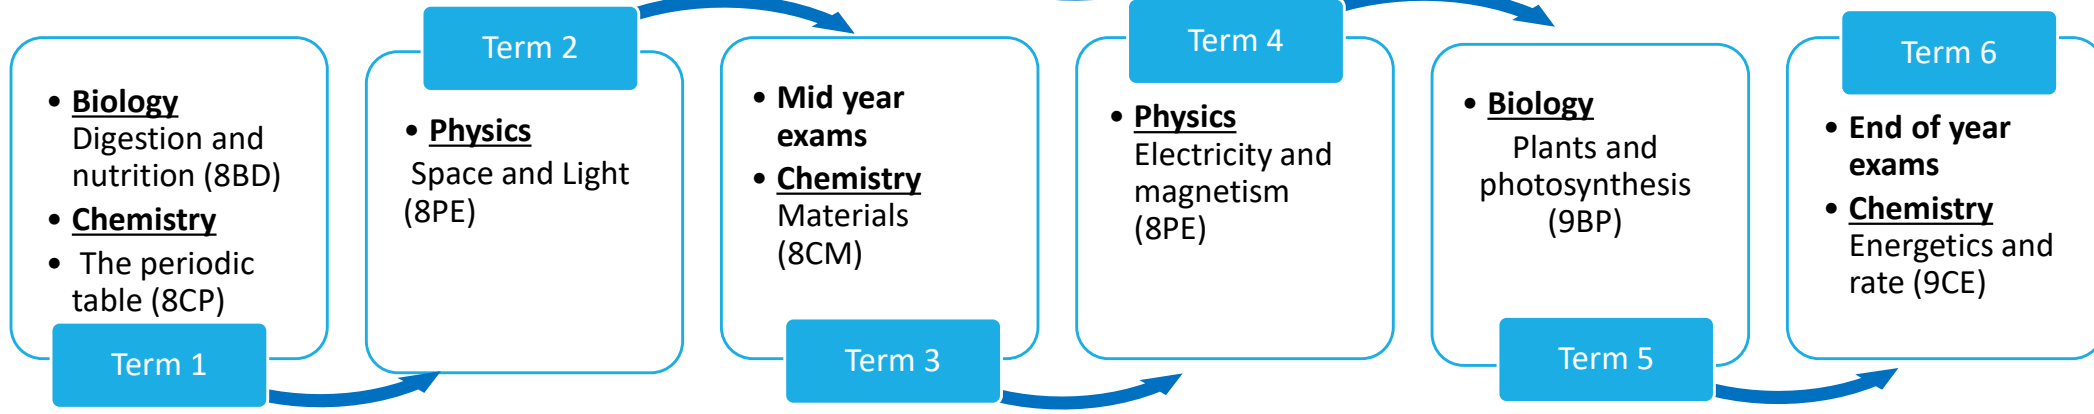 • Biology
Digestion and
nutrition (8BD)
• Chemistry
• The periodic
table (8CP)
Term 1
Term 2
• Physics
Space and Light
(8PE)
• Mid year
exams
• Chemistry
Materials
(8CM)
Term 3
Term 4
• Physics
Electricity and
magnetism
(8PE)
• Biology
Plants and
photosynthesis
(9BP)
Term 5
Term 6
• End of year
exams
• Chemistry
Energetics and
rate (9CE)